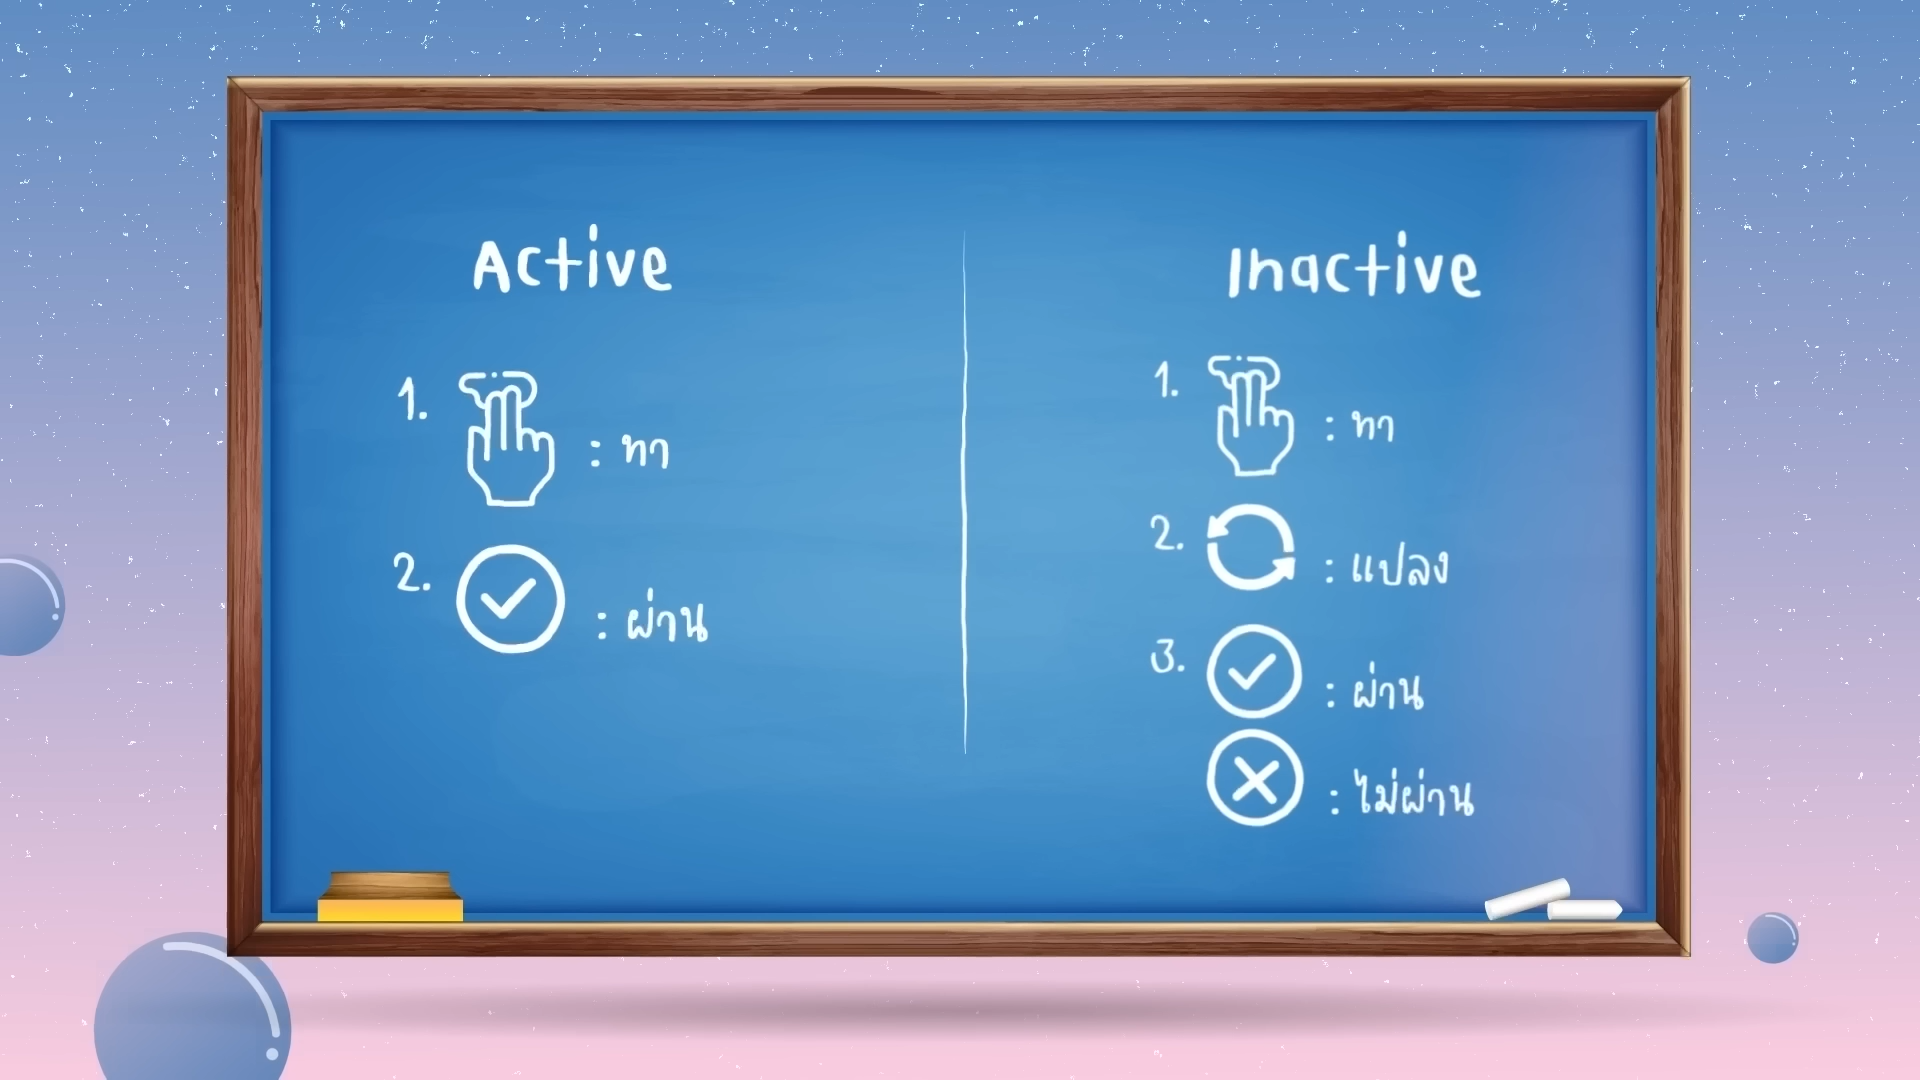 Active
1. : ทา
2. : ผ่าน
Inactive
1. : ทา
2. : แปลง
3. : ผ่าน
: ไม่ผ่าน